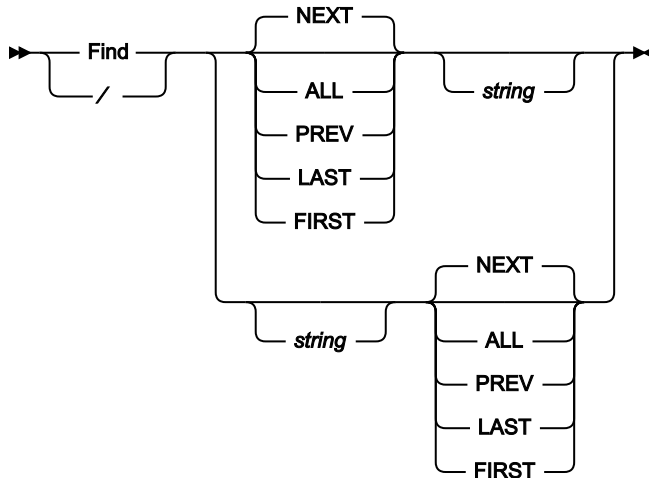 NEXT
Find
/
ALL
string
PREV
LAST
FIRST
NEXT
string
ALL
PREV
LAST
FIRST